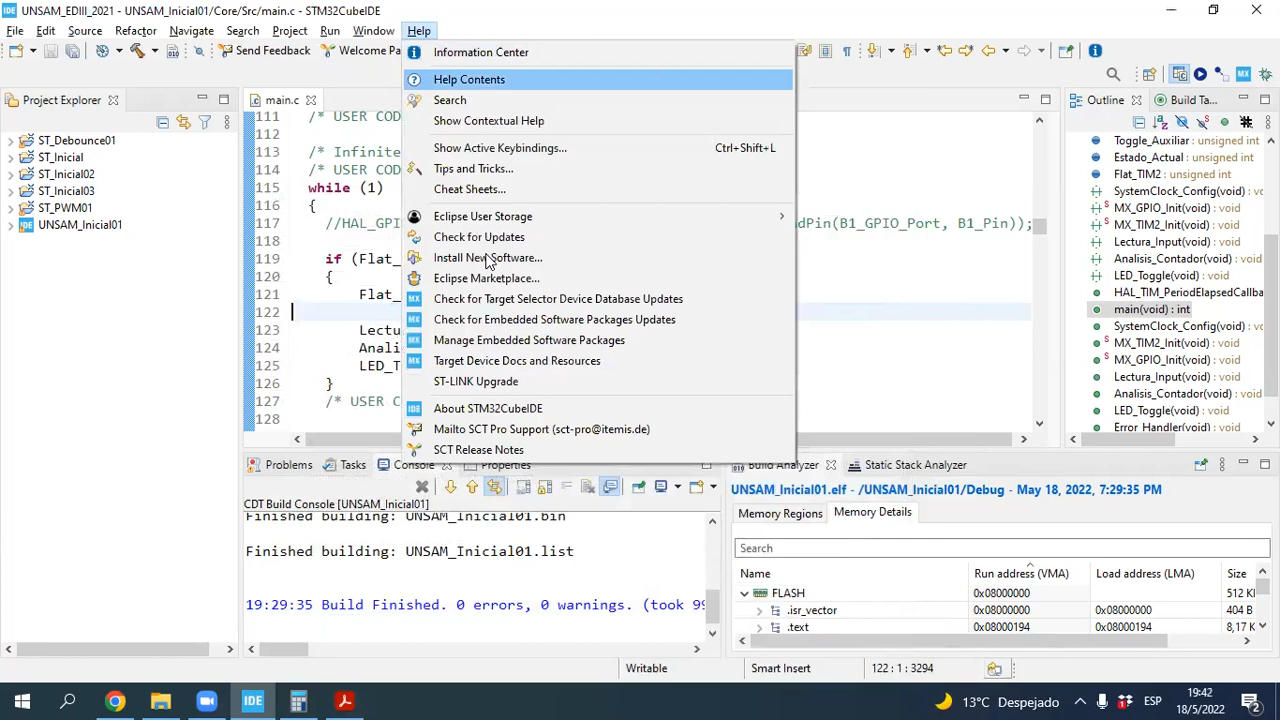 UNSAM_EDIII_2021 - UNSAM_Inicial01/Core/Src/main.c - STM32CubeIDE
File Edit Source Refactor Navigate Search Project Run Window Help
Send Feedback
Information Center
Help Contents
Search
Show Contextual Help
Show Active Keybindings... Ctrl+Shift+L
Tips and Tricks...
Cheat Sheets...
Eclipse User Storage
Check for Updates
Install New Software...
Eclipse Marketplace...
Check for Target Selector Device Database Updates
Check for Embedded Software Packages Updates
Manage Embedded Software Packages
Target Device Docs and Resources
ST-LINK Upgrade
About STM32CubeIDE
Mailto SCT Pro Support (sct-pro@itemis.de)
SCT Release Notes
Project Explorer
ST_Debounce01
ST_Inicial
ST_Inicial02
ST_Inicial03
ST_PWM01
UNSAM_Inicial01
main.c
111 /* USER COD
112
113 /* Infinite
114 /* USER COD
115 while (1)
116 {
117 //HAL_GPI
adPin(B1_GPIO_Port, B1_Pin));
118
119 if (Flat_
120 {
121 Flat_
122
123 Lectu
124 Anali
125 LED_T
126 }
127 /* USER C
128
Outline Build Ta...
Toggle_Auxiliar : unsigned int
Estado_Actual : unsigned int
Flat_TIM2 : unsigned int
SystemClock_Config(void) :
MX_GPIO_Init(void) : void
MX_TIM2_Init(void) : void
Lectura_Input(void) : void
Analisis_Control(void) : void
LED_Toggle(void) : void
HAL_TIM_PeriodElapsedCallba
main(void) : int
SystemClock_Config(void) :
MX_TIM2_Init(void) : void
MX_GPIO_Init(void) : void
Lectura_Input(void) : void
Analisis_Control(void) : void
LED_Toggle(void) : void
Error_Handler(void) : void
Problems Tasks Console Properties
CDT Build Console [UNSAM_Inicial01]
Finished building: UNSAM_Inicial01.bin
Finished building: UNSAM_Inicial01.list
19:29:35 Build Finished. 0 errors, 0 warnings. (took 99
Build Analyzer Static Stack Analyzer
UNSAM_Inicial01.elf - /UNSAM_Inicial01/Debug - May 18, 2022, 7:29:35 PM
Memory Regions Memory Details
Search
Name Run address (VMA) Load address (LMA) Size
FLASH 0x08000000 512 K
.isr_vector 0x08000000 0x08000000 404 B
.text 0x08000194 0x08000194 8,17 K
Writable Smart Insert 122 : 1 : 3294
13°C Despejado ESP 19:42
18/5/2022
2